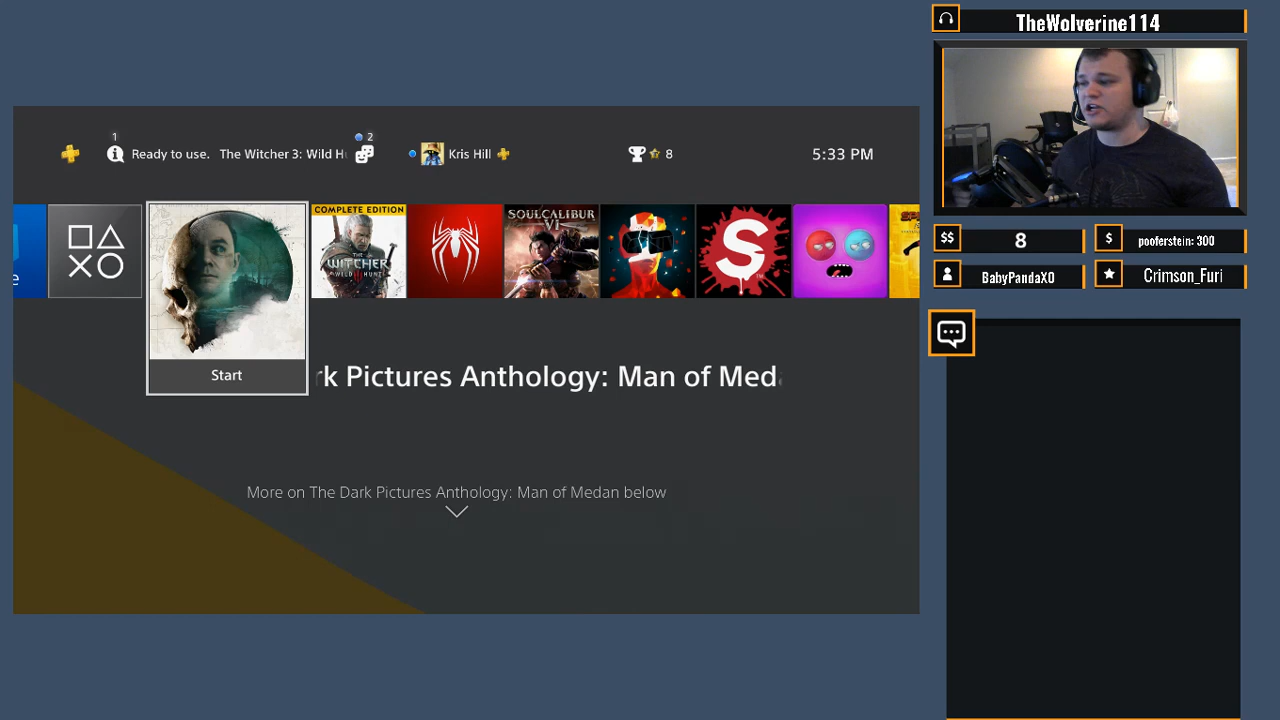 TheWolverine114
1
Ready to use. The Witcher 3: Wild H
2
Kris Hill
8
5:33 PM
COMPLETE EDITION
THE WITCHER
WILD HUNT
SOULCALIBUR
VI
S
Start
rk Pictures Anthology: Man of Med
More on The Dark Pictures Anthology: Man of Medan below
$$
8
$
pooferstein: 300
BabyPandaXO
Crimson_Furi